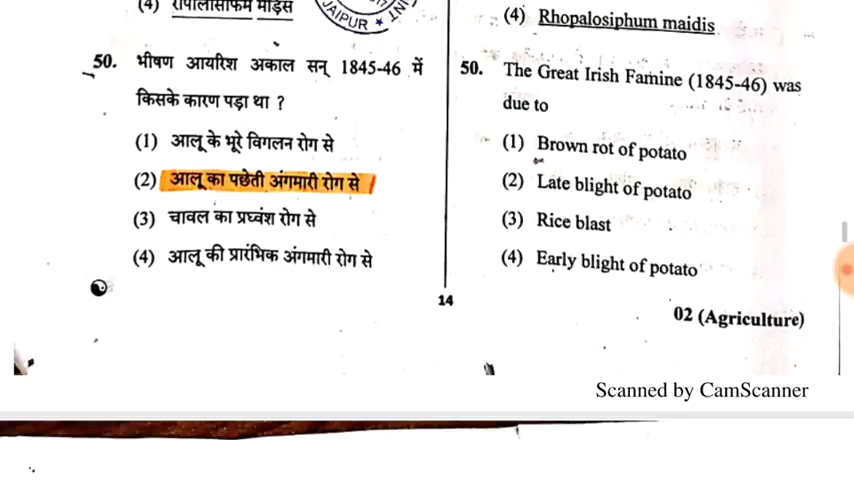 (4) रोपालोसीफम मीडिस
JAIPUR
50. भीषण आयरिश अकाल सन् 1845-46 में
किसके कारण पड़ा था ?
(1) आलू के भूरे विगलन रोग से
(2) आलू का पछेती अंगमारी रोग से
(3) चावल का प्रध्वंश रोग से
(4) आलू की प्रारंभिक अंगमारी रोग से
(4) Rhopalosiphum maidis
50. The Great Irish Famine (1845-46) was
due to
(1) Brown rot of potato
(2) Late blight of potato
(3) Rice blast
(4) Early blight of potato
14
02 (Agriculture)
Scanned by CamScanner